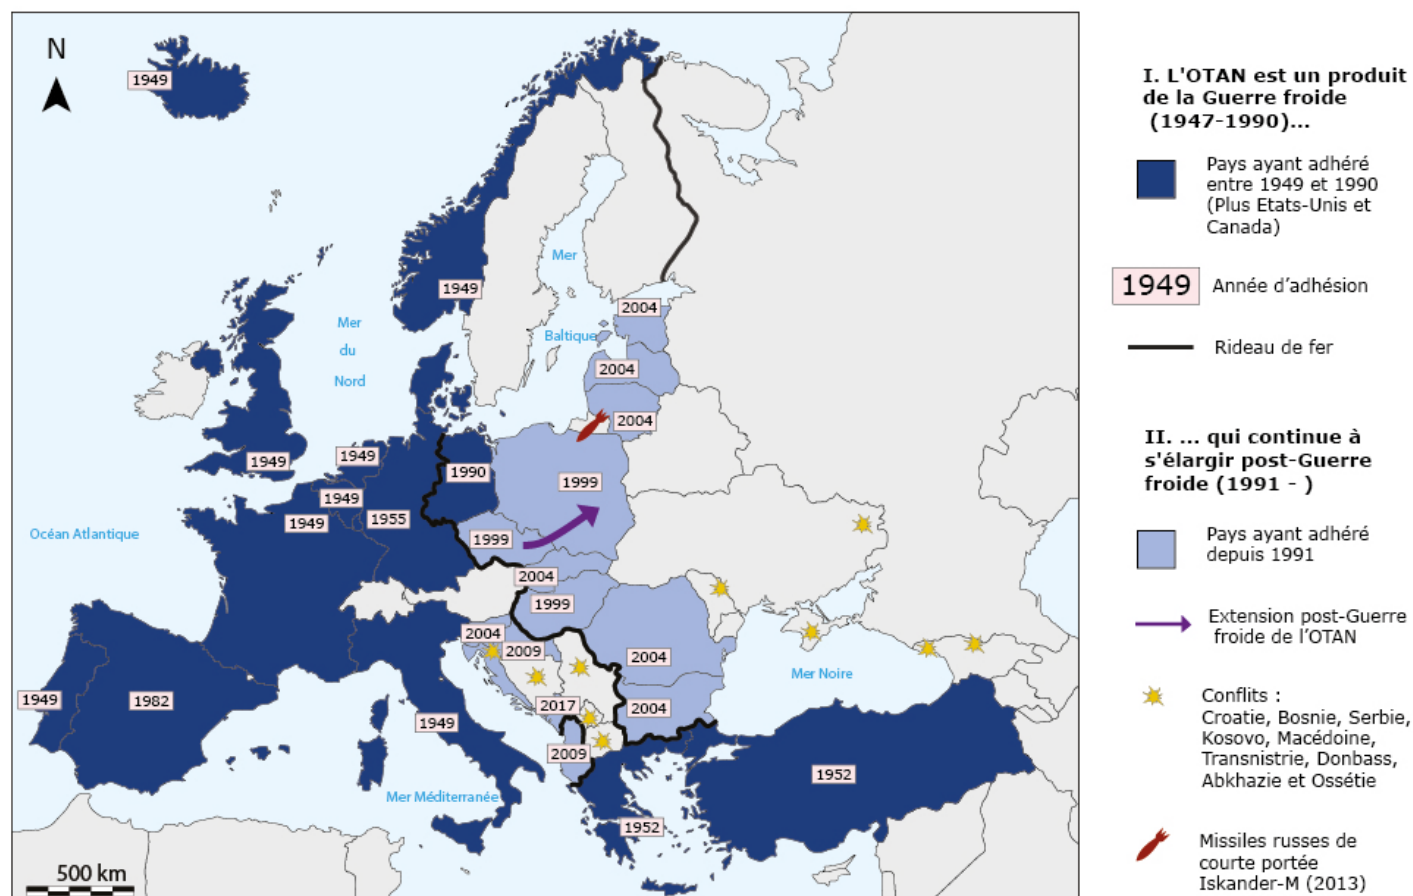 N
1949
1949
Mer
Mer
du
Nord
Baltique
2004
2004
2004
1949
1949
1949
1949
1955
1990
1999
1999
Océan Atlantique
2004
1999
2004
2009
2004
2004
2017
2009
1949
1982
1949
1952
1952
Mer Noire
Mer Méditerranée
500 km
I. L'OTAN est un produit
de la Guerre froide
(1947-1990)...
Pays ayant adhéré
entre 1949 et 1990
(Plus Etats-Unis et
Canada)
1949
Année d'adhésion
Rideau de fer
II. ... qui continue à
s'élargir post-Guerre
froide (1991 - )
Pays ayant adhéré
depuis 1991
Extension post-Guerre
froide de l'OTAN
Conflits :
Croatie, Bosnie, Serbie,
Kosovo, Macédoine,
Transnistrie, Donbass,
Abkhazie et Ossétie
Missiles russes de
courte portée
Iskander-M (2013)